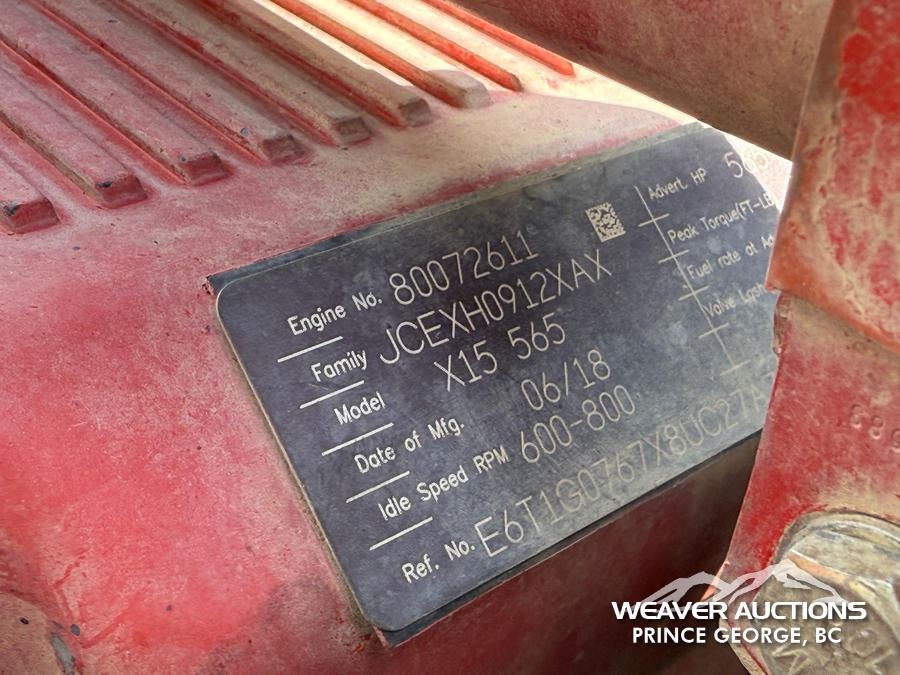 Engine No. 80072611
Family JCEXH0912XAX
Model X15 565
Date of Mfg. 06/18
Idle Speed RPM 600-800
Ref. No.
Advert. HP
Peak Torque(FT-LB
Fuel rate at
Valve
WEAVER AUCTIONS
PRINCE GEORGE, BC